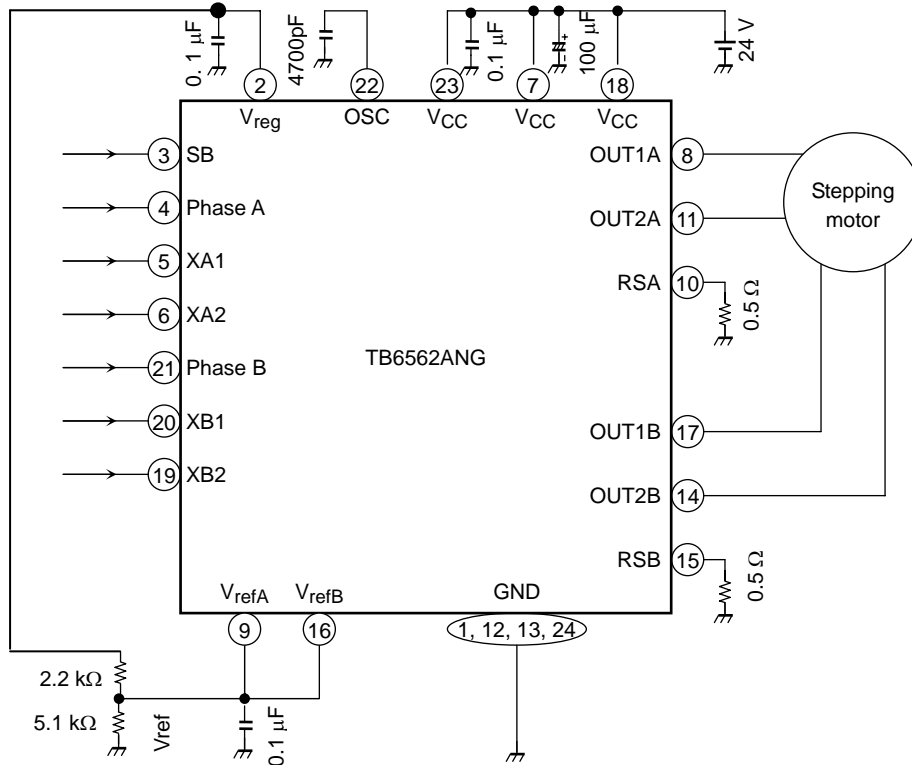 0. 1 μF
4700pF
0.1 μF
100 μF
+
24 V
2
22
23
7
18
Vreg
OSC
VCC
VCC
VCC
3
SB
4
Phase A
5
XA1
6
XA2
21
Phase B
20
XB1
19
XB2
TB6562ANG
OUT1A
8
OUT2A
11
RSA
10
0.5 Ω
Stepping
motor
OUT1B
17
OUT2B
14
RSB
15
0.5 Ω
VrefA
VrefB
GND
9
16
1, 12, 13, 24
2.2 kΩ
5.1 kΩ
Vref
0.1 μF